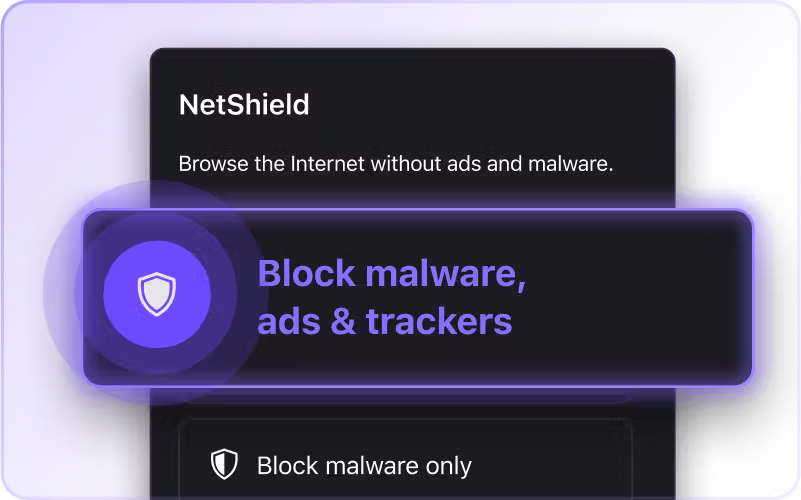 NetShield
Browse the Internet without ads and malware.
Block malware,
ads & trackers
Block malware only